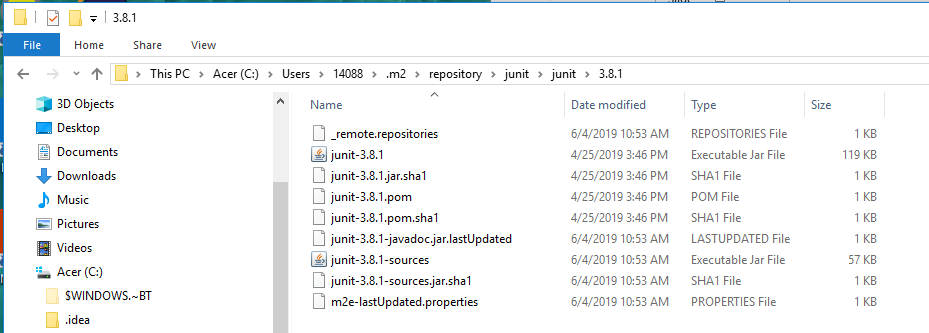 3.8.1
File Home Share View
This PC Acer (C:) Users 14088 .m2 repository junit junit 3.8.1
3D Objects
Desktop
Documents
Downloads
Music
Pictures
Videos
Acer (C:)
$WINDOWS.~BT
.idea
Name Date modified Type Size
_remote.repositories 6/4/2019 10:53 AM REPOSITORIES File 1 KB
junit-3.8.1 4/25/2019 3:46 PM Executable Jar File 119 KB
junit-3.8.1.jar.sha1 4/25/2019 3:46 PM SHA1 File 1 KB
junit-3.8.1.pom 4/25/2019 3:46 PM POM File 1 KB
junit-3.8.1.pom.sha1 4/25/2019 3:46 PM SHA1 File 1 KB
junit-3.8.1-javadoc.jar.lastUpdated 6/4/2019 10:53 AM LASTUPDATED File 1 KB
junit-3.8.1-sources 6/4/2019 10:53 AM Executable Jar File 57 KB
junit-3.8.1-sources.jar.sha1 6/4/2019 10:53 AM SHA1 File 1 KB
m2e-lastUpdated.properties 6/4/2019 10:53 AM PROPERTIES File 1 KB